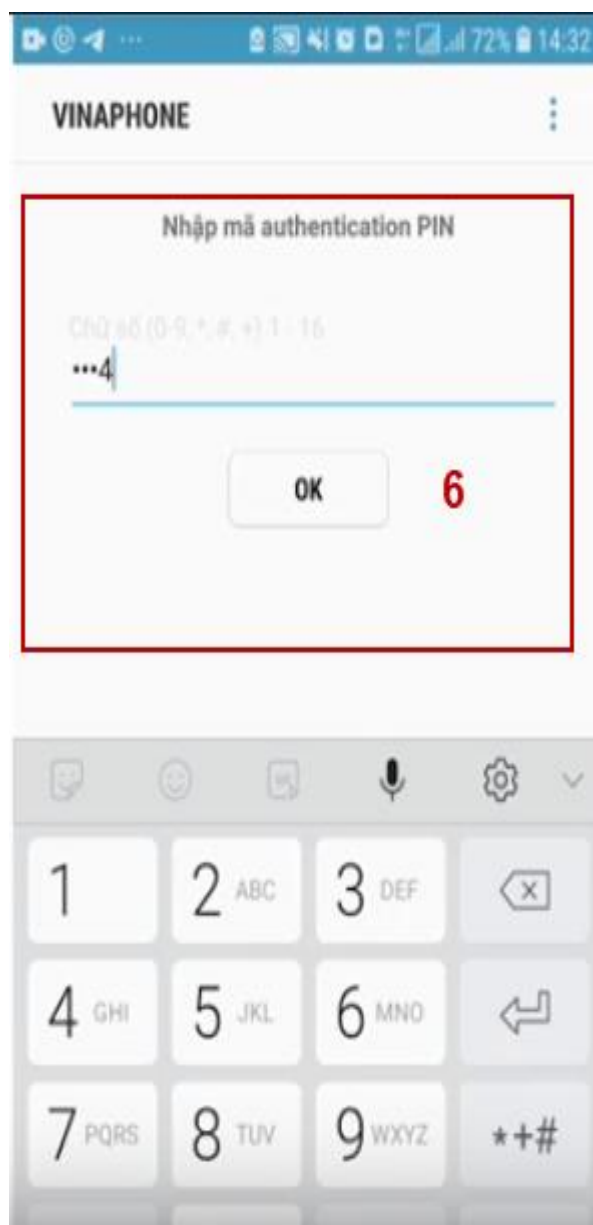 72% 14:32
VINAPHONE
Nhập mã authentication PIN
Chữ số (0-9, *, #, +) 1 - 16
•••4
OK
6
1
2 ABC
3 DEF
4 GHI
5 JKL
6 MNO
7 PQRS
8 TUV
9 WXYZ
*+#